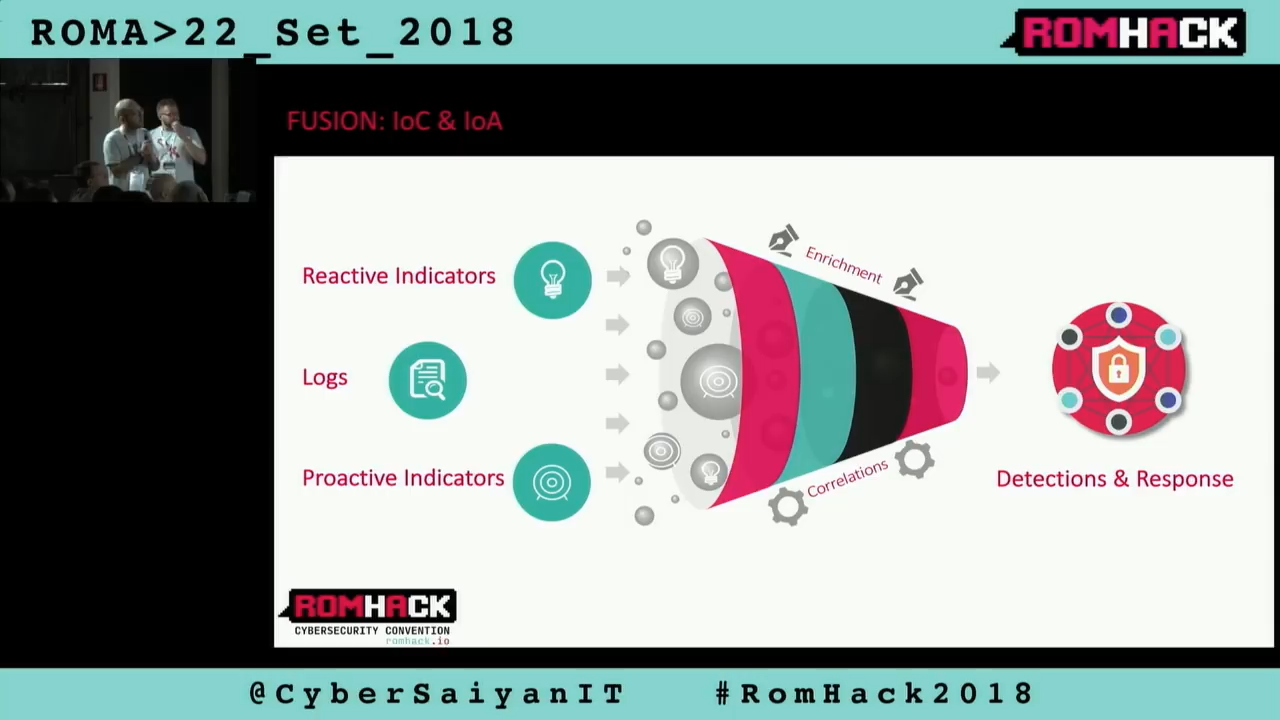 ROMA>22_Set_2018
ROMHACK
FUSION: IoC & IoA
Reactive Indicators
Logs
Proactive Indicators
Enrichment
Correlations
Detections & Response
ROMHACK
CYBERSECURITY CONVENTION
romhack.io
@CyberSaiyanIT #RomHack2018